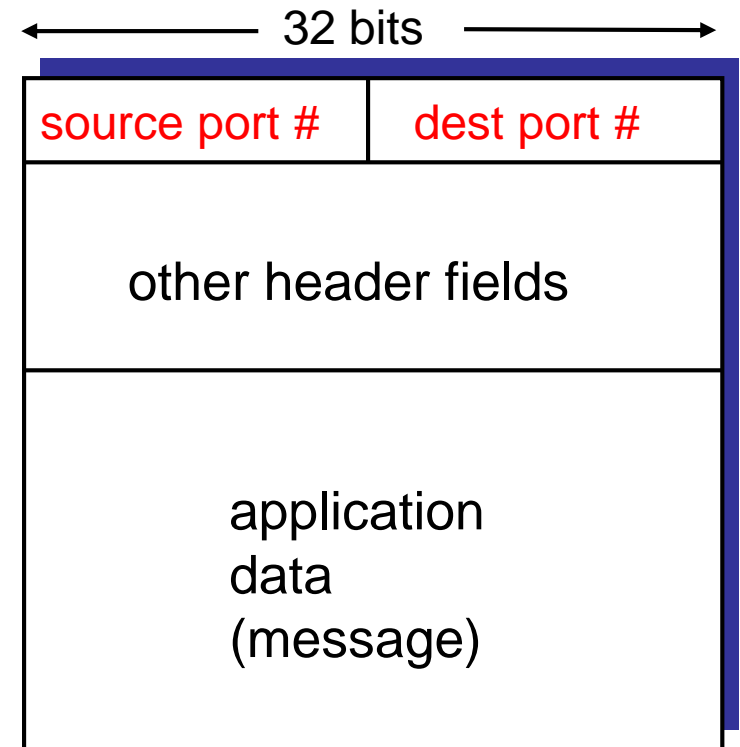 32 bits
source port # dest port #
other header fields
application
data
(message)